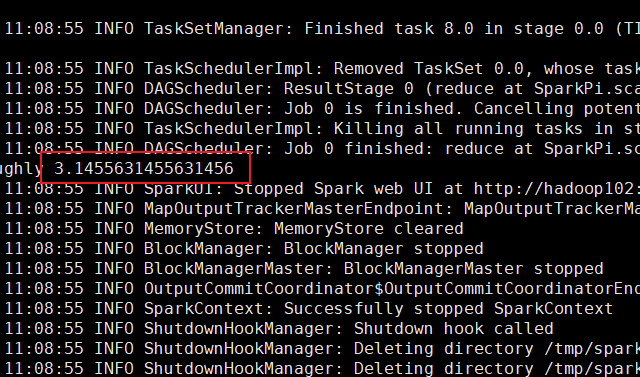 11:08:55 INFO TaskSetManager: Finished task 8.0 in stage 0.0 (TI
11:08:55 INFO TaskSchedulerImpl: Removed TaskSet 0.0, whose task
11:08:55 INFO DAGScheduler: ResultStage 0 (reduce at SparkPi.sca
11:08:55 INFO DAGScheduler: Job 0 is finished. Cancelling potent
11:08:55 INFO TaskSchedulerImpl: Killing all running tasks in st
11:08:55 INFO DAGScheduler: Job 0 finished: reduce at SparkPi.sc
ughly 3.1455631455631456
11:08:55 INFO SparkUI: Stopped Spark web UI at http://hadoop102:
11:08:55 INFO MapOutputTrackerMasterEndpoint: MapOutputTrackerMa
11:08:55 INFO MemoryStore: MemoryStore cleared
11:08:55 INFO BlockManager: BlockManager stopped
11:08:55 INFO BlockManagerMaster: BlockManagerMaster stopped
11:08:55 INFO OutputCommitCoordinator$OutputCommitCoordinatorEnd
11:08:55 INFO SparkContext: Successfully stopped SparkContext
11:08:55 INFO ShutdownHookManager: Shutdown hook called
11:08:55 INFO ShutdownHookManager: Deleting directory /tmp/spark
11:08:55 INFO ShutdownHookManager: Deleting directory /tmp/spark